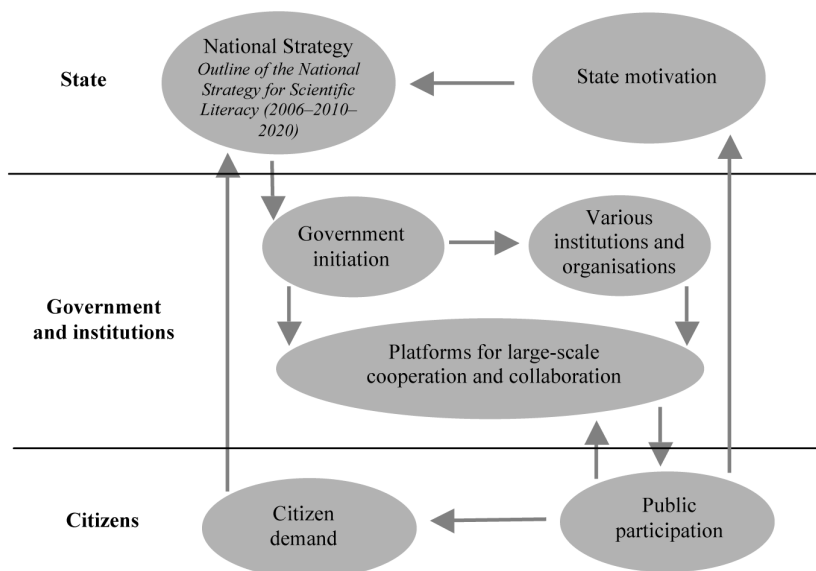 State
National Strategy
Outline of the National
Strategy for Scientific
Literacy (2006–2010–
2020)
State motivation
Government
and institutions
Government
initiation
Various
institutions and
organisations
Platforms for large-scale
cooperation and collaboration
Citizens
Citizen
demand
Public
participation